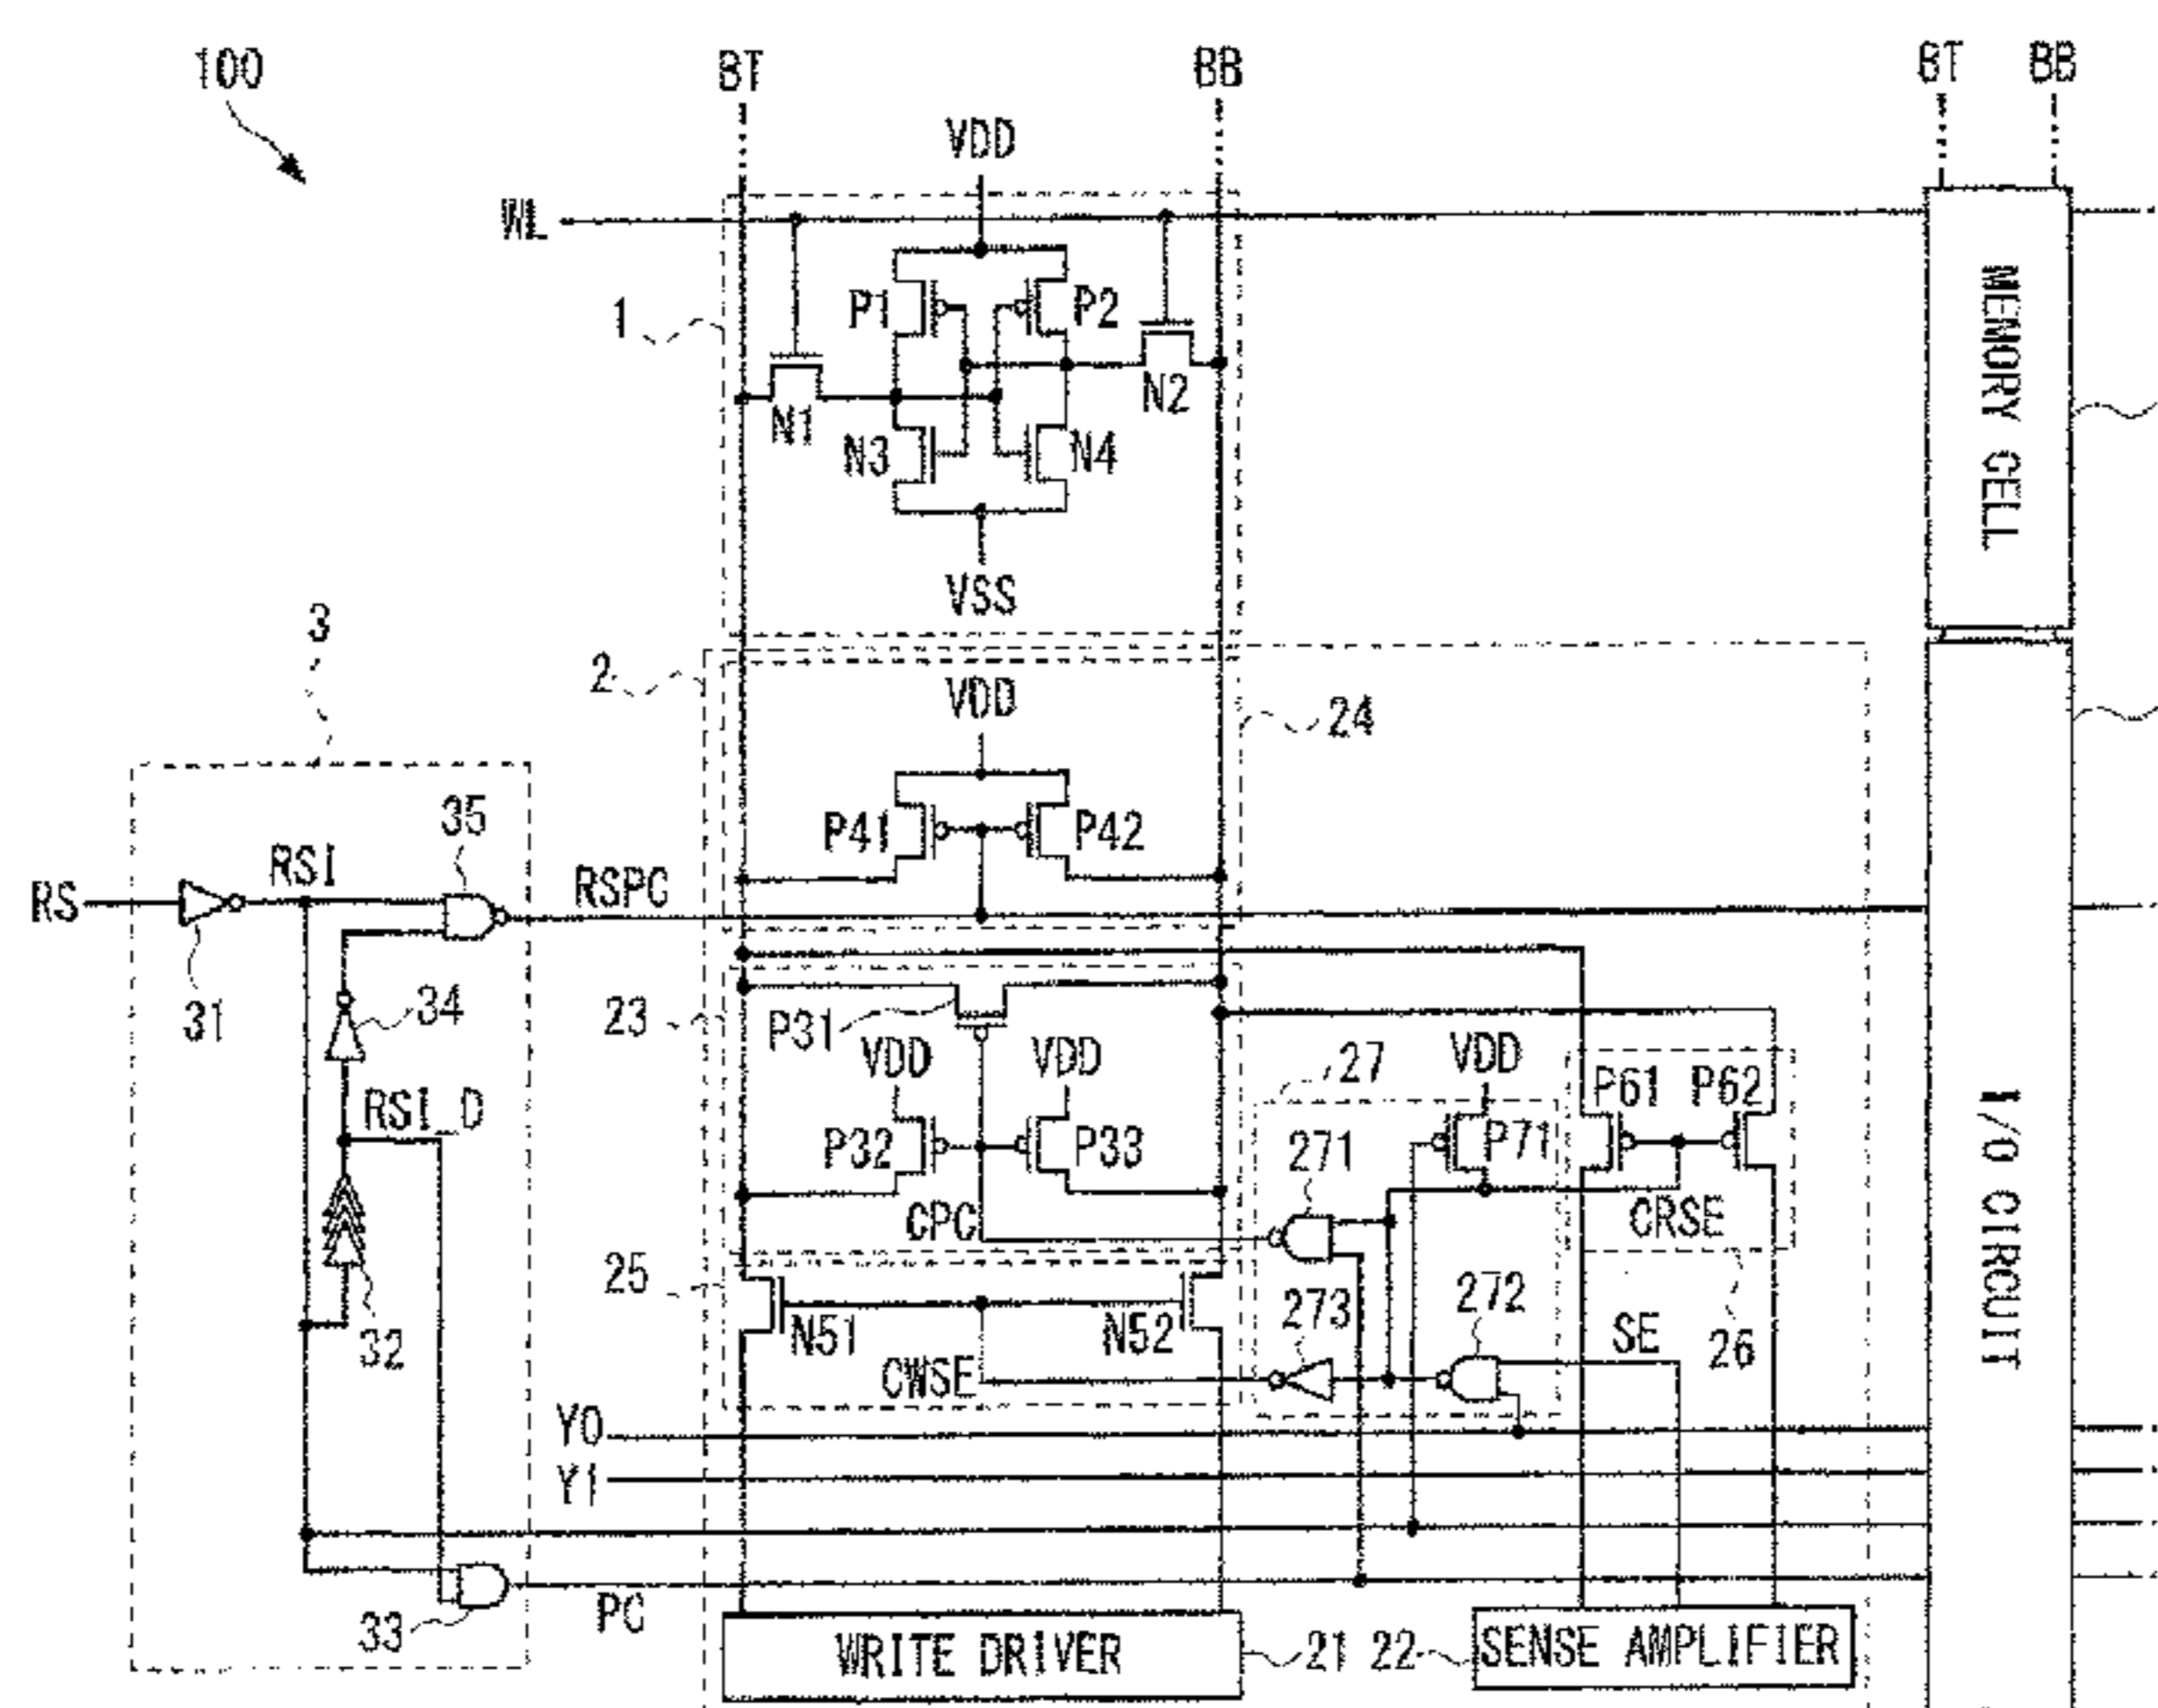 100
BT
BB
BT
BB
VDD
WL
1
P1
P2
N1
N2
N3
N4
VSS
MEMORY CELL
3
2
VDD
24
P41
P42
35
RS
RSI
RSPG
31
34
23
P31
VDD
VDD
27
VDD
P61
P62
RSI_D
P32
P33
271
P71
CPC
CRSE
25
273
272
SE
26
32
N51
N52
CWSE
I/O CIRCUIT
Y0
Y1
33
PC
WRITE DRIVER
21
22
SENSE AMPLIFIER